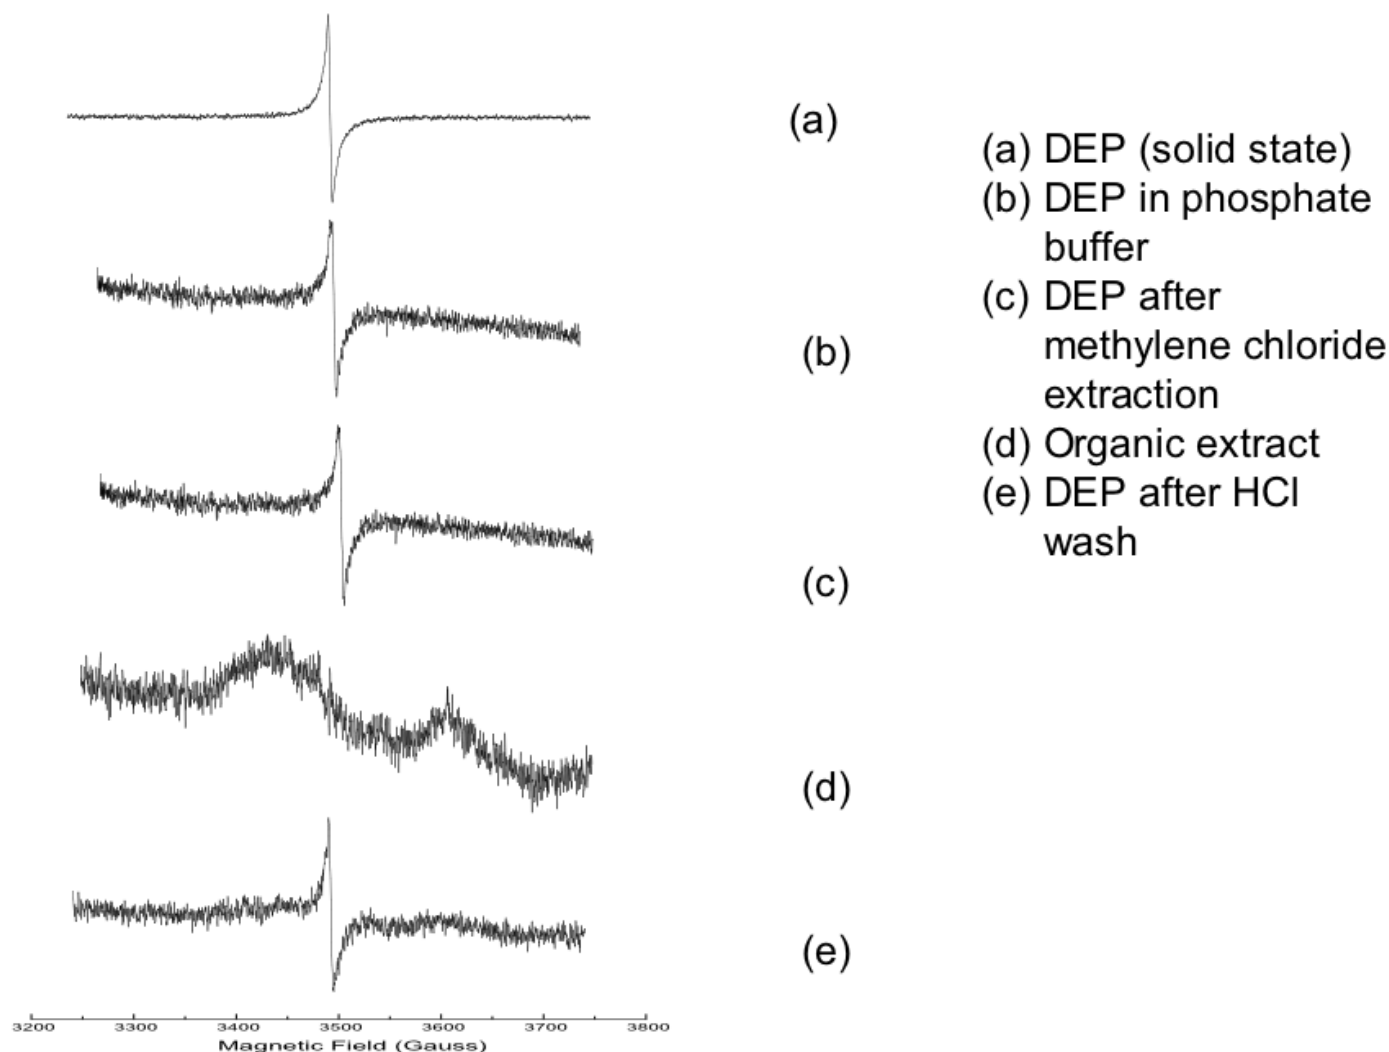 (a)
(b)
(c)
(d)
(e)
(a) DEP (solid state)
(b) DEP in phosphate
buffer
(c) DEP after
methylene chloride
extraction
(d) Organic extract
(e) DEP after HCl
wash
3200 3300 3400 3500 3600 3700 3800
Magnetic Field (Gauss)